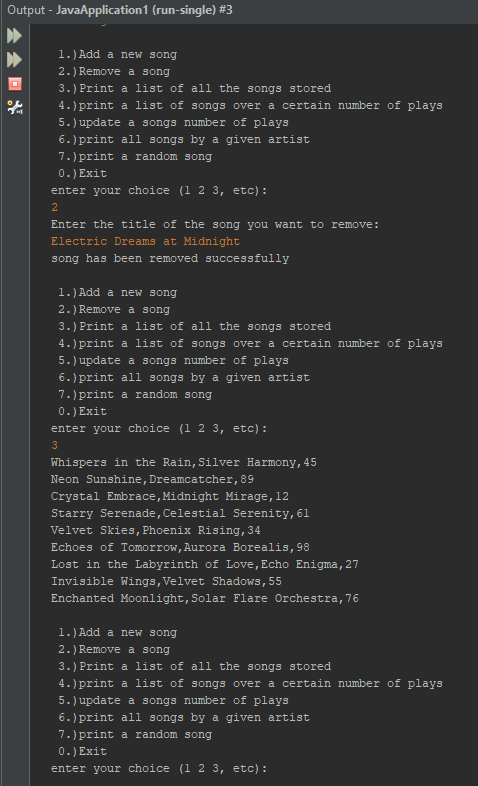 Output - JavaApplication1 (run-single) #3
1.)Add a new song
2.)Remove a song
3.)Print a list of all the songs stored
4.)print a list of songs over a certain number of plays
5.)update a songs number of plays
6.)print all songs by a given artist
7.)print a random song
0.)Exit
enter your choice (1 2 3, etc):
2
Enter the title of the song you want to remove:
Electric Dreams at Midnight
song has been removed successfully
1.)Add a new song
2.)Remove a song
3.)Print a list of all the songs stored
4.)print a list of songs over a certain number of plays
5.)update a songs number of plays
6.)print all songs by a given artist
7.)print a random song
0.)Exit
enter your choice (1 2 3, etc):
3
Whispers in the Rain,Silver Harmony,45
Neon Sunshine,Dreamcatcher,89
Crystal Embrace,Midnight Mirage,12
Starry Serenade,Celestial Serenity,61
Velvet Skies,Phoenix Rising,34
Echoes of Tomorrow,Aurora Borealis,98
Lost in the Labyrinth of Love,Echo Enigma,27
Invisible Wings,Velvet Shadows,55
Enchanted Moonlight,Solar Flare Orchestra,76
1.)Add a new song
2.)Remove a song
3.)Print a list of all the songs stored
4.)print a list of songs over a certain number of plays
5.)update a songs number of plays
6.)print all songs by a given artist
7.)print a random song
0.)Exit
enter your choice (1 2 3, etc):